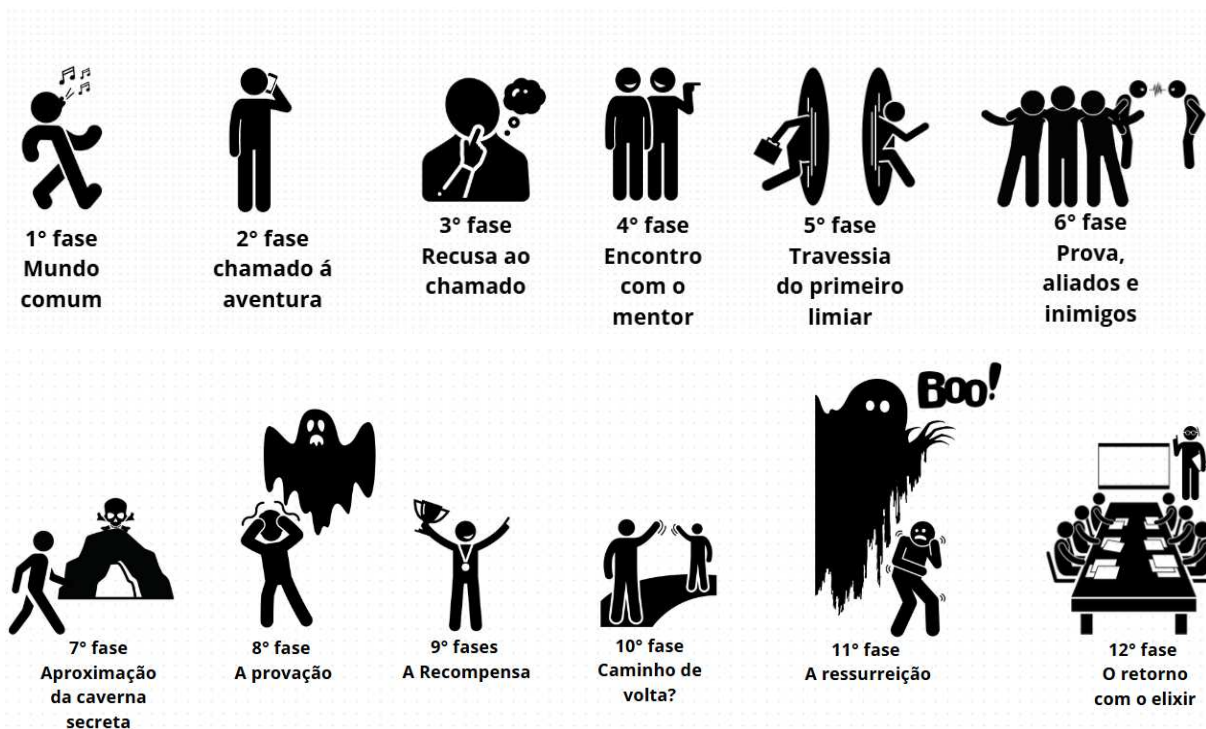 1° fase
Mundo
comum
2° fase
chamado á
aventura
3° fase
Recusa ao
chamado
4° fase
Encontro
com o
mentor
5° fase
Travessia
do primeiro
limiar
6° fase
Prova,
aliados e
inimigos
BOO!
7° fase
Aproximação
da caverna
secreta
8° fase
A provação
9° fases
A Recompensa
10° fase
Caminho de
volta?
11° fase
A ressurreição
12° fase
O retorno
com o elixir